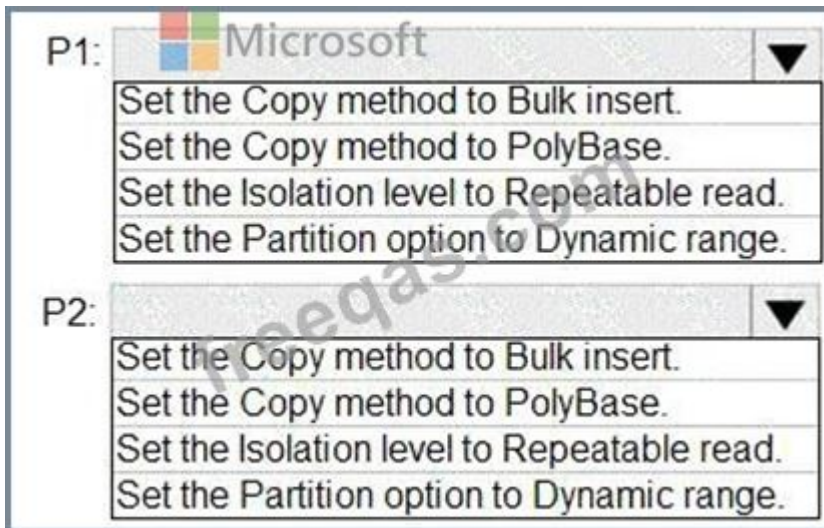 P1: Microsoft
Set the Copy method to Bulk insert.
Set the Copy method to PolyBase.
Set the Isolation level to Repeatable read.
Set the Partition option to Dynamic range.
P2:
Set the Copy method to Bulk insert.
Set the Copy method to PolyBase.
Set the Isolation level to Repeatable read.
Set the Partition option to Dynamic range.
freeqas.com